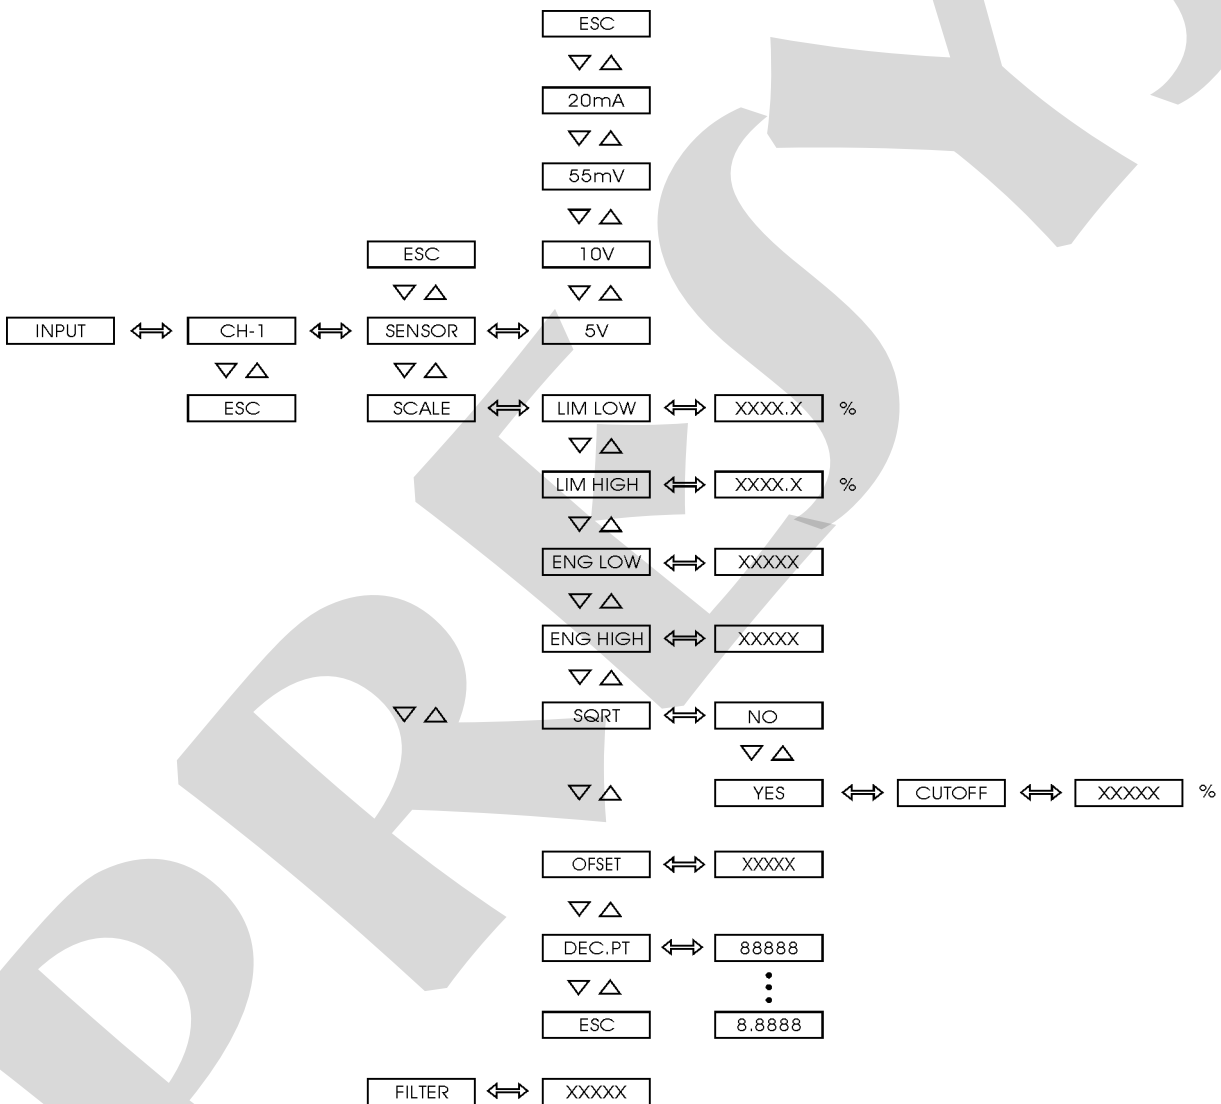 ESC
20mA
55mV
ESC
10V
INPUT
CH-1
SENSOR
5V
ESC
SCALE
LIM LOW
XXXX.X %
LIM HIGH
XXXX.X %
ENG LOW
XXXXX
ENG HIGH
XXXXX
SQRT
NO
YES
CUTOFF
XXXXX %
OFSET
XXXXX
DEC.PT
88888
ESC
8.8888
FILTER
XXXXX
PRESYS